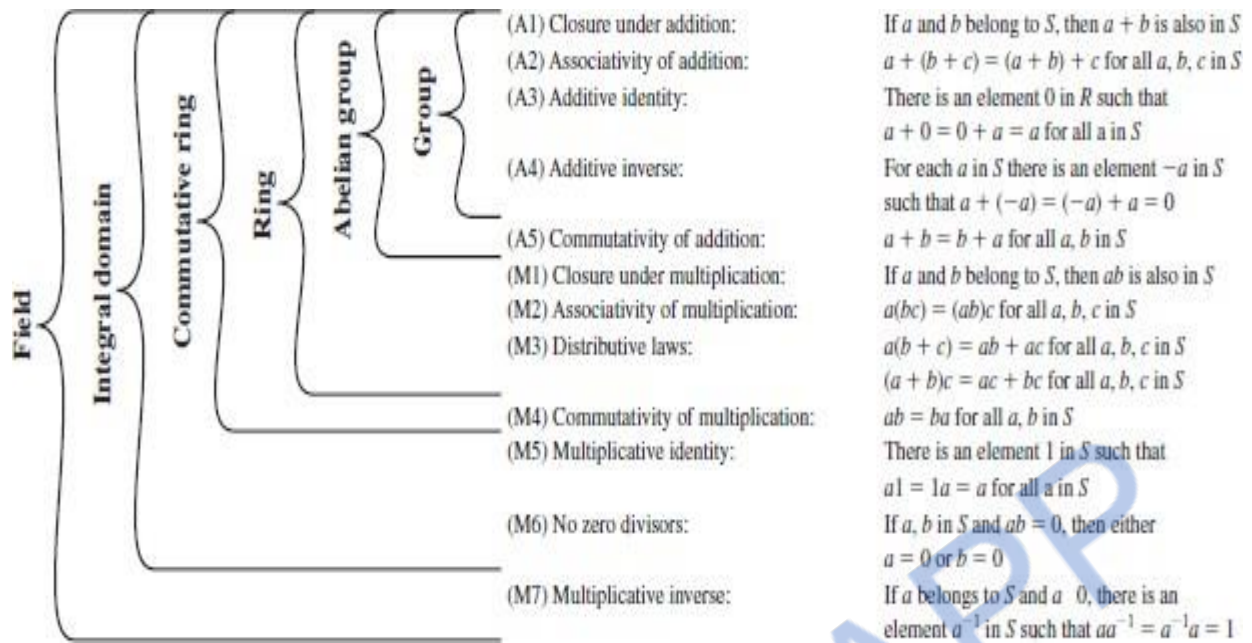 Field
Integral domain
Commutative ring
Ring
Abelian group
Group
(A1) Closure under addition: If a and b belong to S, then a + b is also in S
(A2) Associativity of addition: a + (b + c) = (a + b) + c for all a, b, c in S
(A3) Additive identity: There is an element 0 in R such that
a + 0 = 0 + a = a for all a in S
(A4) Additive inverse: For each a in S there is an element −a in S
such that a + (−a) = (−a) + a = 0
(A5) Commutativity of addition: a + b = b + a for all a, b in S
(M1) Closure under multiplication: If a and b belong to S, then ab is also in S
(M2) Associativity of multiplication: a(bc) = (ab)c for all a, b, c in S
(M3) Distributive laws: a(b + c) = ab + ac for all a, b, c in S
(a + b)c = ac + bc for all a, b, c in S
(M4) Commutativity of multiplication: ab = ba for all a, b in S
(M5) Multiplicative identity: There is an element 1 in S such that
a1 = 1a = a for all a in S
(M6) No zero divisors: If a, b in S and ab = 0, then either
a = 0 or b = 0
(M7) Multiplicative inverse: If a belongs to S and a 0, there is an
element a⁻¹ in S such that aa⁻¹ = a⁻¹a = 1
APP